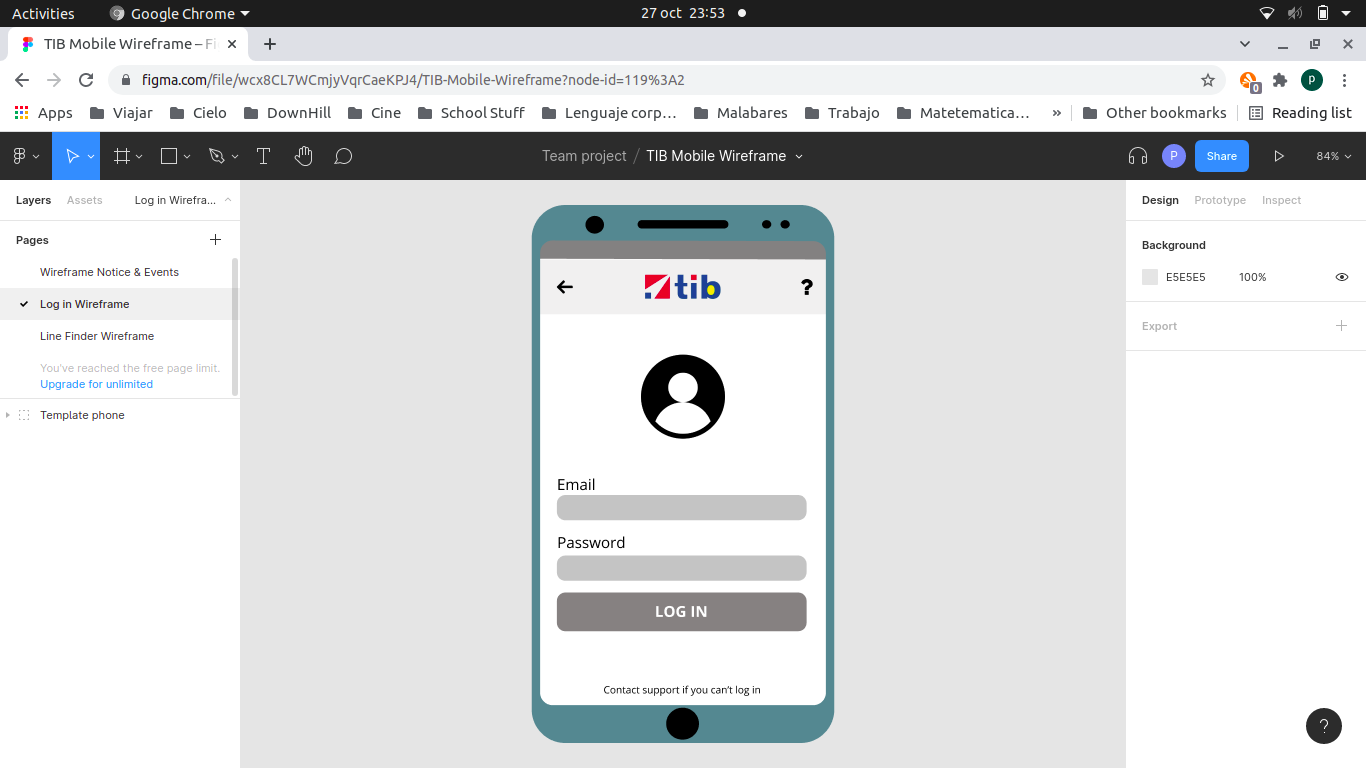 Activities Google Chrome 27 oct 23:53
TIB Mobile Wireframe – Fi
figma.com/file/wcx8CL7WCmjyVqrCaeKPJ4/TIB-Mobile-Wireframe?node-id=119%3A2 0 P
Apps Viajar Cielo DownHill Cine School Stuff Lenguaje corp… Malabares Trabajo Matetematica… » Other bookmarks Reading list
T Team project / TIB Mobile Wireframe P Share 84%
Layers Assets Log in Wirefra...
Pages +
Wireframe Notice & Events
Log in Wireframe
Line Finder Wireframe
You've reached the free page limit.
Upgrade for unlimited
Template phone
tib ?
Email
Password
LOG IN
Contact support if you can't log in
Design Prototype Inspect
Background
E5E5E5 100%
Export +
?